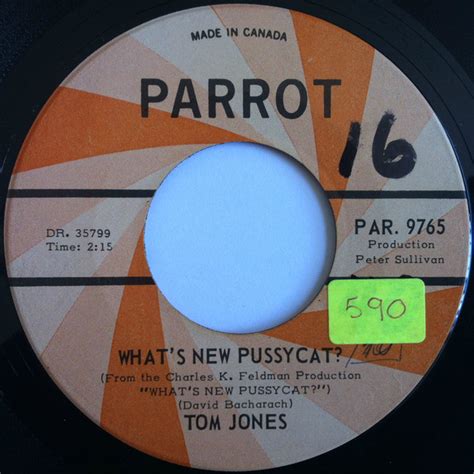 MADE IN CANADA
PARROT
16
DR. 35799
Time: 2:15
PAR. 9765
Production
Peter Sullivan
590
WHAT'S NEW PUSSYCAT?
(From the Charles K. Feldman Production
"WHAT'S NEW PUSSYCAT?")
(David Bacharach)
TOM JONES